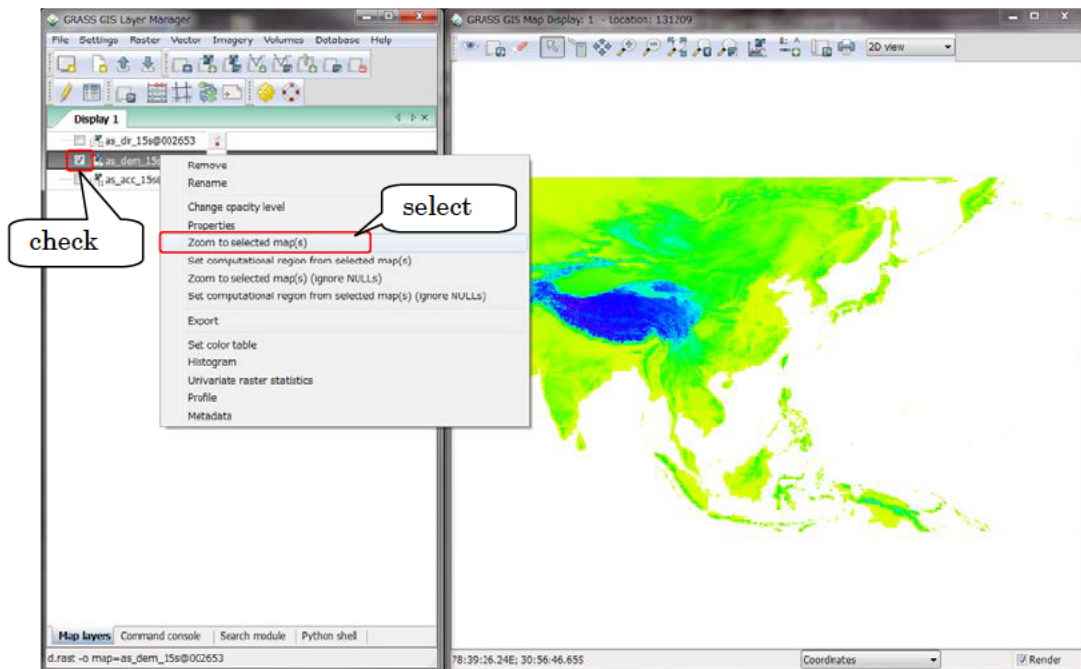 GRASS GIS Layer Manager
File Settings Raster Vector Imagery Volumes Database Help
Display 1
as_dir_15s@002653
as_dem_15s
as_acc_15s@
check
Remove
Rename
Change opacity level
Properties
Zoom to selected map(s)
select
Set computational region from selected map(s)
Zoom to selected map(s) (ignore NULLs)
Set computational region from selected map(s) (ignore NULLs)
Export
Set color table
Histogram
Univariate raster statistics
Profile
Metadata
Map layers Command console Search module Python shell
d.rast -o map=as_dem_15s@002653
GRASS GIS Map Display: 1 - Location: 131209
2D view
78:39:26.24E; 30:56:46.65S
Coordinates
Render